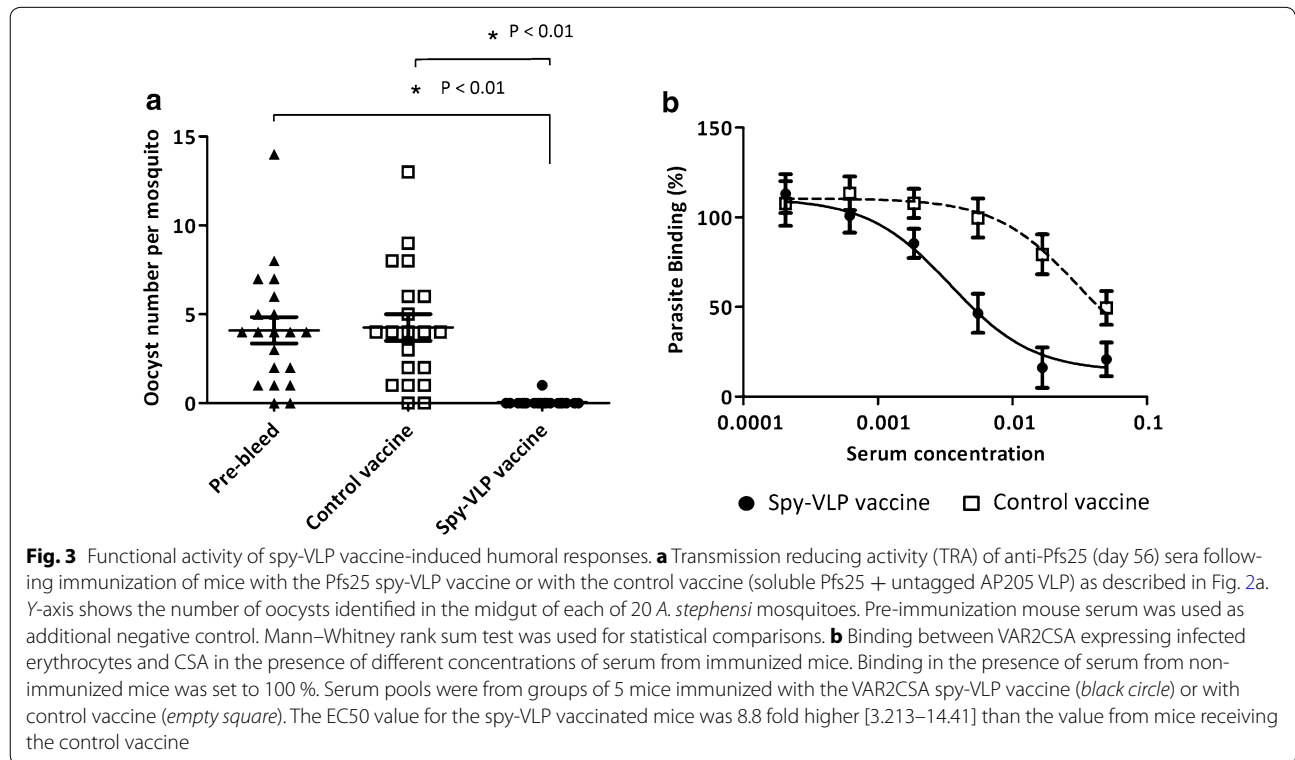 * P < 0.01
* P < 0.01
a
Oocyst number per mosquito
15
10
5
0
Pre-bleed
Control vaccine
Spy-VLP vaccine
b
Parasite Binding (%)
150
100
50
0
0.0001 0.001 0.01 0.1
Serum concentration
Spy-VLP vaccine Control vaccine
Fig. 3 Functional activity of spy-VLP vaccine-induced humoral responses. a Transmission reducing activity (TRA) of anti-Pfs25 (day 56) sera follow-
ing immunization of mice with the Pfs25 spy-VLP vaccine or with the control vaccine (soluble Pfs25 + untagged AP205 VLP) as described in Fig. 2a.
Y-axis shows the number of oocysts identified in the midgut of each of 20 A. stephensi mosquitoes. Pre-immunization mouse serum was used as
additional negative control. Mann–Whitney rank sum test was used for statistical comparisons. b Binding between VAR2CSA expressing infected
erythrocytes and CSA in the presence of different concentrations of serum from immunized mice. Binding in the presence of serum from non-
immunized mice was set to 100 %. Serum pools were from groups of 5 mice immunized with the VAR2CSA spy-VLP vaccine (black circle) or with
control vaccine (empty square). The EC50 value for the spy-VLP vaccinated mice was 8.8 fold higher [3.213–14.41] than the value from mice receiving
the control vaccine